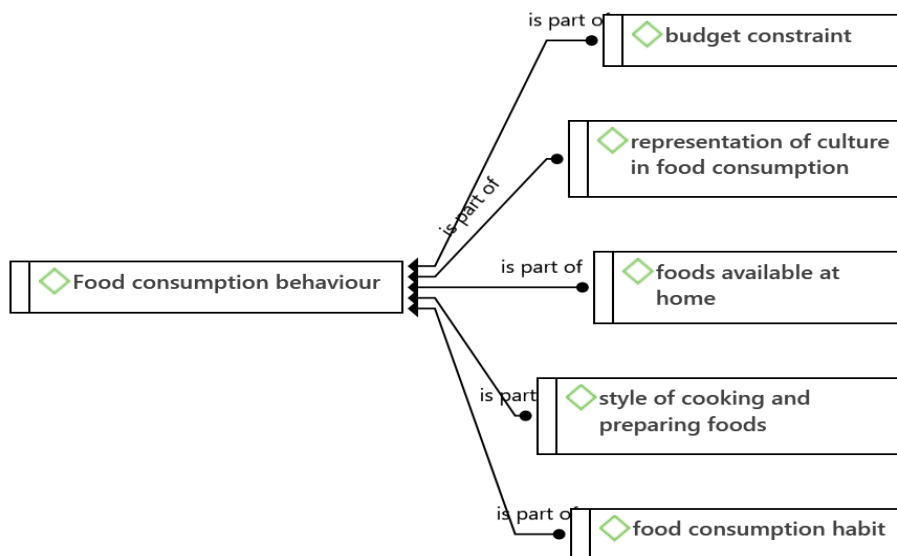 is part of
budget constraint
representation of culture
in food consumption
is part of
is part of
foods available at
home
Food consumption behaviour
is part
style of cooking and
preparing foods
is part of
food consumption habit